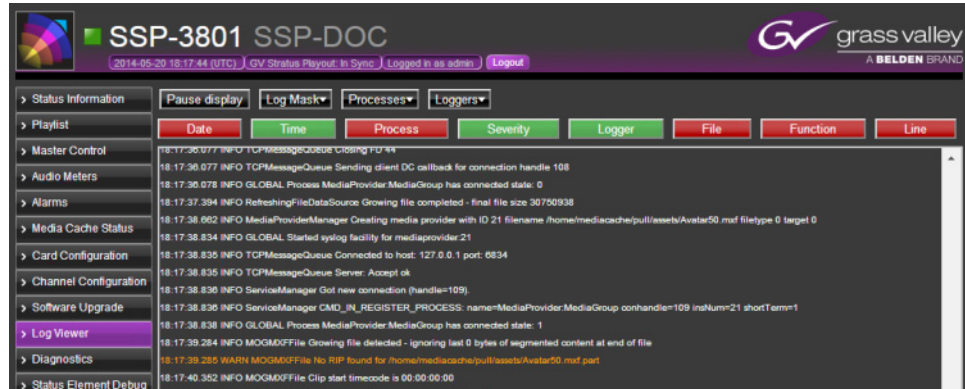 SSP-3801 SSP-DOC
2014-05-20 18:17:44 (UTC) GV Stratus Playout: In Sync Logged in as admin Logout
GV grass valley
A BELDEN BRAND
> Status Information
> Playlist
> Master Control
> Audio Meters
> Alarms
> Media Cache Status
> Card Configuration
> Channel Configuration
> Software Upgrade
> Log Viewer
> Diagnostics
> Status Element Debug
Pause display Log Mask▾ Processes▾ Loggers▾
Date Time Process Severity Logger File Function Line
18:17:36.077 INFO TCPMessageQueue Closing FD 44
18:17:36.077 INFO TCPMessageQueue Sending client DC callback for connection handle 108
18:17:36.078 INFO GLOBAL Process MediaProvider:MediaGroup has connected state: 0
18:17:37.394 INFO RefreshingFileDataSource Growing file completed - final file size 30750938
18:17:38.662 INFO MediaProviderManager Creating media provider with ID 21 filename /home/mediacache/pull/assets/Avatar50.mxf filetype 0 target 0
18:17:38.834 INFO GLOBAL Started syslog facility for mediaprovider:21
18:17:38.835 INFO TCPMessageQueue Connected to host: 127.0.0.1 port: 6834
18:17:38.835 INFO TCPMessageQueue Server: Accept ok
18:17:38.836 INFO ServiceManager Got new connection (handle=109).
18:17:38.836 INFO ServiceManager CMD_IN_REGISTER_PROCESS: name=MediaProvider:MediaGroup conhandle=109 insNum=21 shortTerm=1
18:17:38.838 INFO GLOBAL Process MediaProvider:MediaGroup has connected state: 1
18:17:39.284 INFO MOGMXFFile Growing file detected - ignoring last 0 bytes of segmented content at end of file
18:17:39.285 WARN MOGMXFFile No RIP found for /home/mediacache/pull/assets/Avatar50.mxf.part
18:17:40.352 INFO MOGMXFFile Clip start timecode is 00:00:00:00